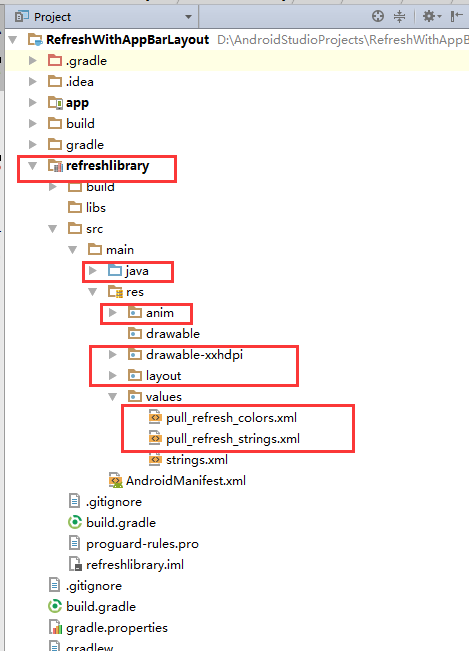 Project
RefreshWithAppBarLayout D:\AndroidStudioProjects\RefreshWithAppB
.gradle
.idea
app
build
gradle
refreshlibrary
build
libs
src
main
java
res
anim
drawable
drawable-xxhdpi
layout
values
pull_refresh_colors.xml
pull_refresh_strings.xml
strings.xml
AndroidManifest.xml
.gitignore
build.gradle
proguard-rules.pro
refreshlibrary.iml
.gitignore
build.gradle
gradle.properties
gradlew